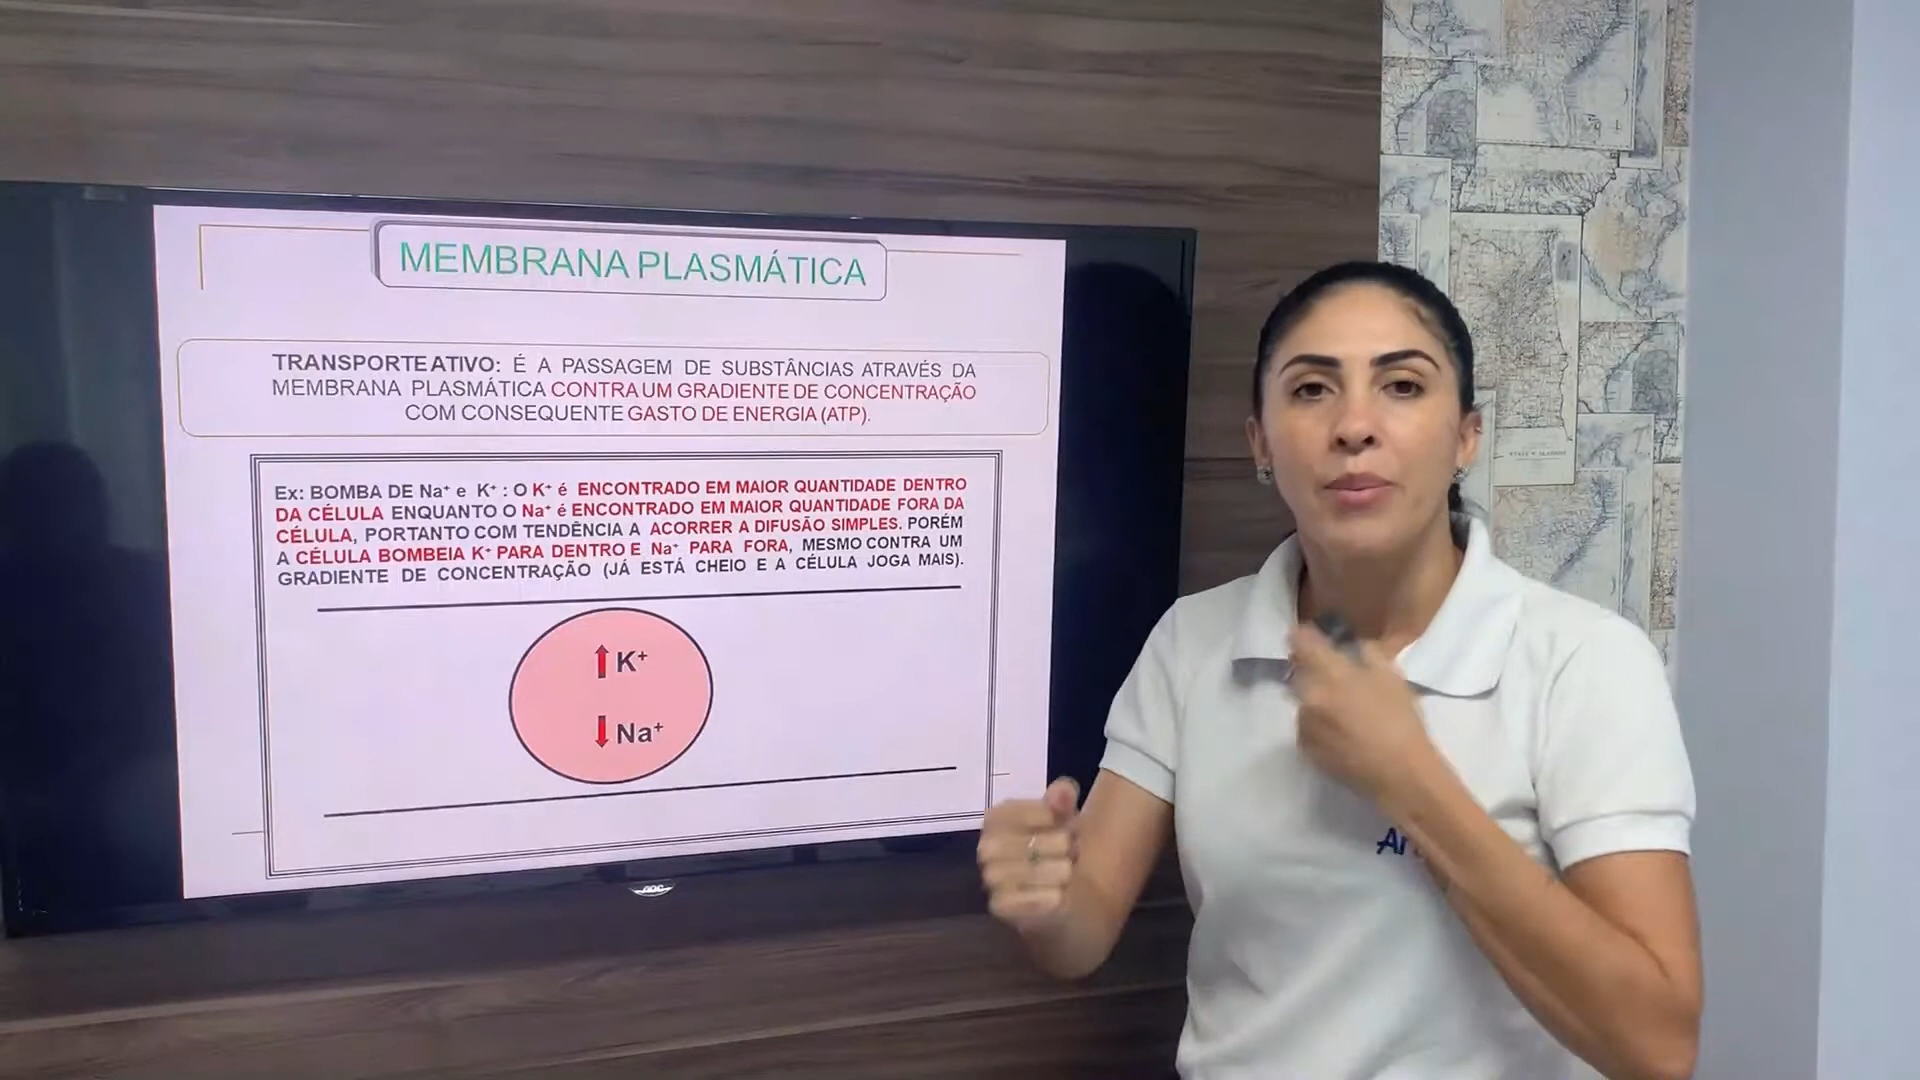 MEMBRANA PLASMÁTICA
TRANSPORTE ATIVO: É A PASSAGEM DE SUBSTÂNCIAS ATRAVÉS DA
MEMBRANA PLASMÁTICA CONTRA UM GRADIENTE DE CONCENTRAÇÃO
COM CONSEQUENTE GASTO DE ENERGIA (ATP).
Ex: BOMBA DE Na⁺ e K⁺ : O K⁺ é ENCONTRADO EM MAIOR QUANTIDADE DENTRO
DA CÉLULA ENQUANTO O Na⁺ é ENCONTRADO EM MAIOR QUANTIDADE FORA DA
CÉLULA, PORTANTO COM TENDÊNCIA A ACORRER A DIFUSÃO SIMPLES. PORÉM
A CÉLULA BOMBEIA K⁺ PARA DENTRO E Na⁺ PARA FORA, MESMO CONTRA UM
GRADIENTE DE CONCENTRAÇÃO (JÁ ESTÁ CHEIO E A CÉLULA JOGA MAIS).
K⁺
Na⁺
AOC